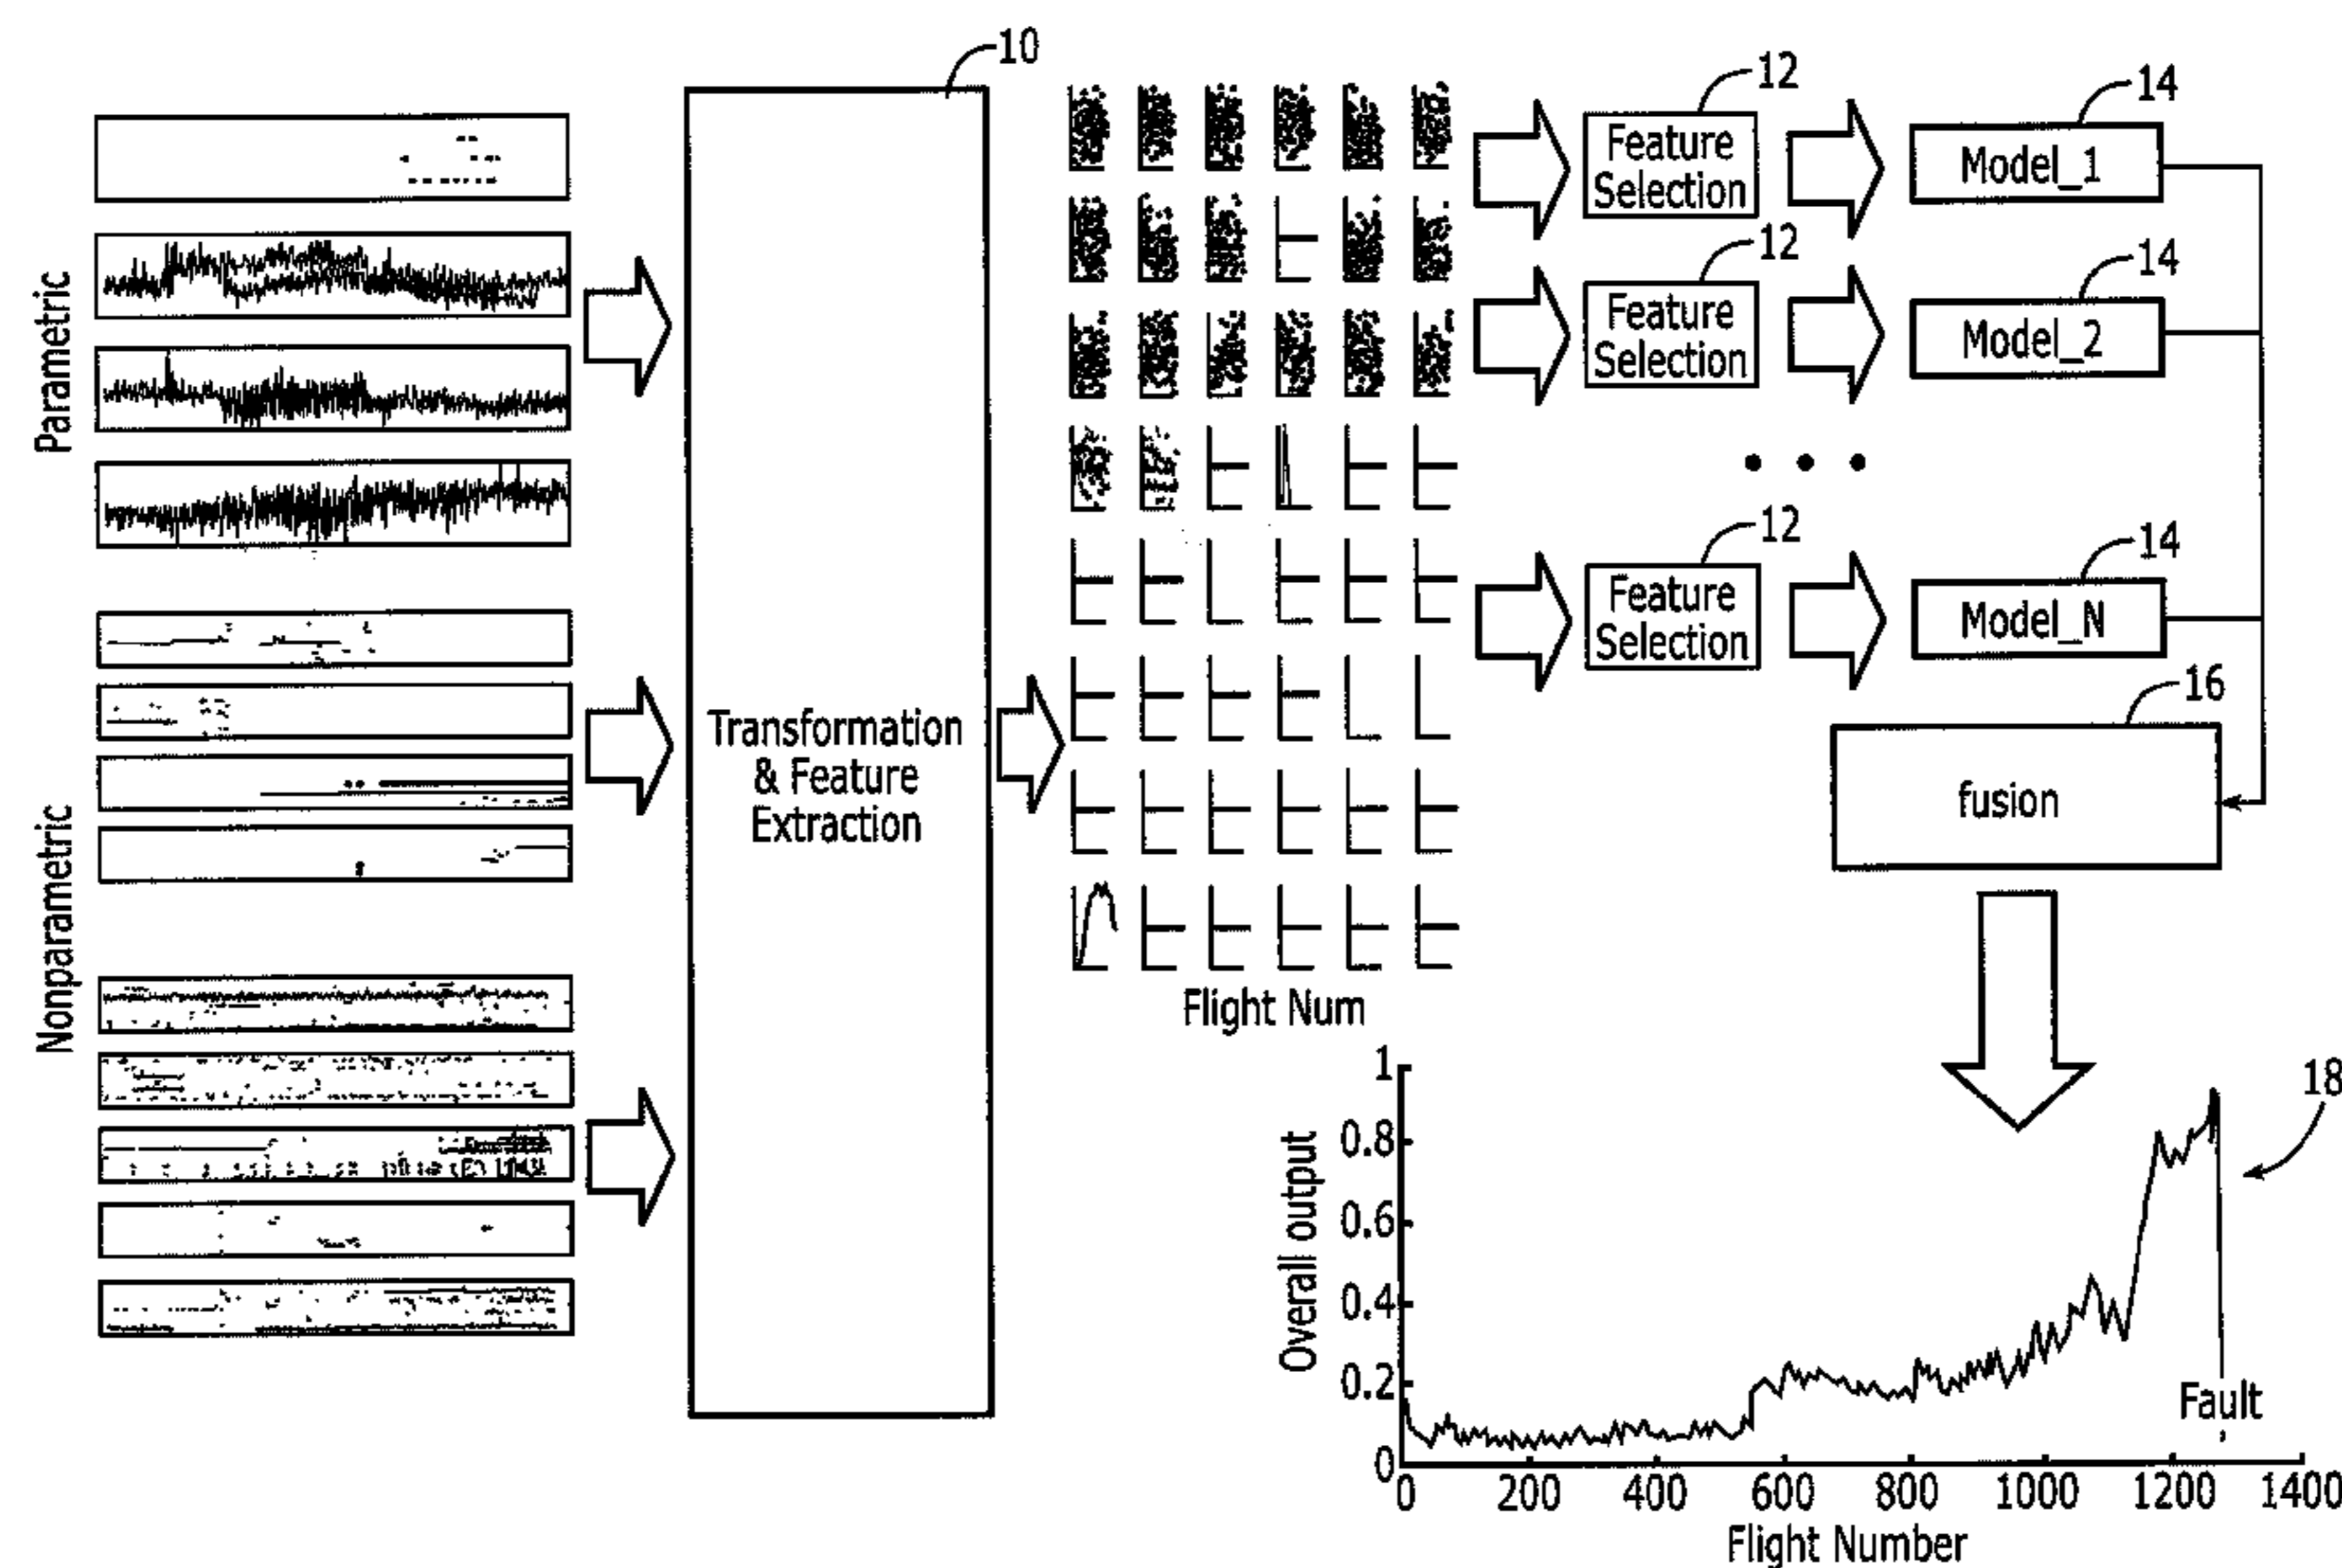 10
12
14
Feature
Selection
Model_1
12
14
Feature
Selection
Model_2
Parametric
12
14
Feature
Selection
Model_N
16
Transformation
& Feature
Extraction
fusion
Nonparametric
Flight Num
18
1
0.8
0.6
0.4
0.2
0
Overall output
Fault
0
200
400
600
800
1000
1200
1400
Flight Number